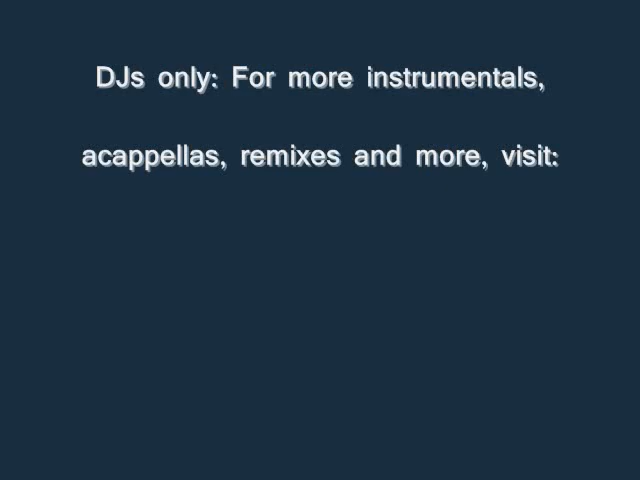 DJs only: For more instrumentals,
acappellas, remixes and more, visit: